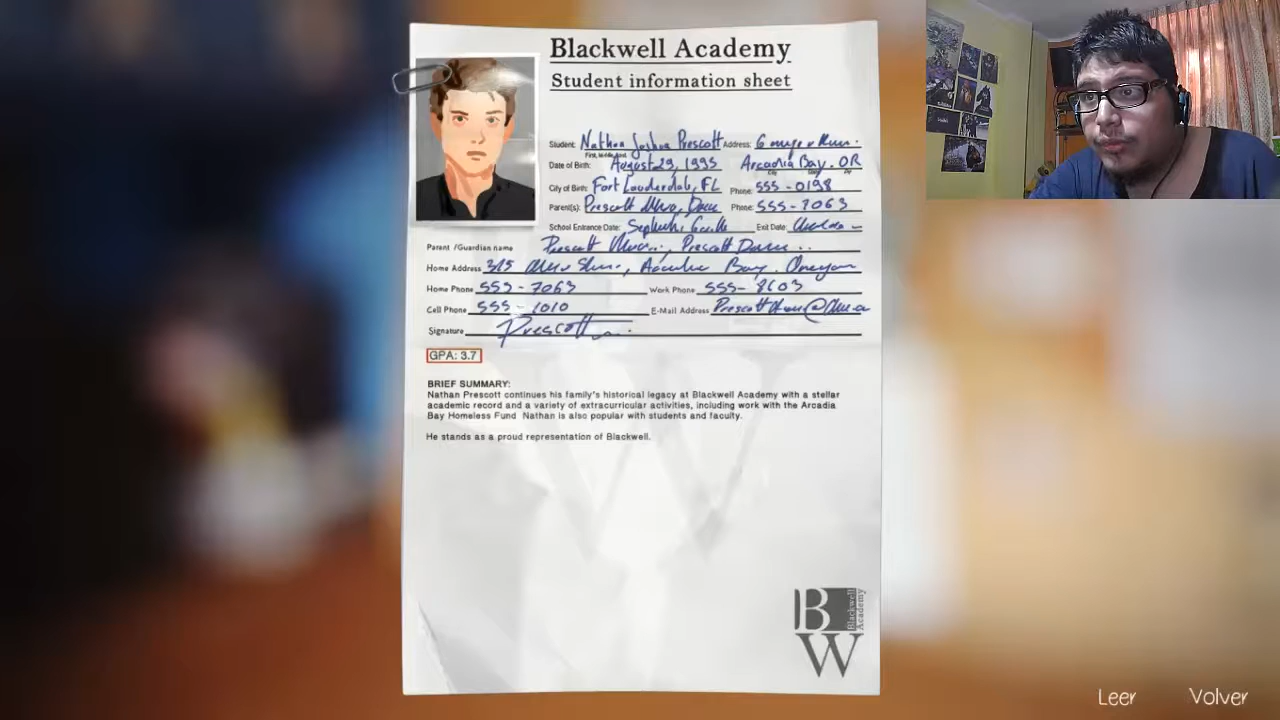 Blackwell Academy
Student information sheet
Student: Nathan Joshua Prescott Address:
First, Middle, Last
Date of Birth: August 29, 1995 Arcadia Bay, OR
City of Birth: Fort Lauderdale, FL Phone: 555-0198
Parent(s): Prescott Phone: 555-7063
School Entrance Date: Exit Date:
Parent /Guardian name Prescott Prescott
Home Address 315 Bay
Home Phone 555-7063 Work Phone 555-8103
Cell Phone 555-1010 E-Mail Address
Signature Prescott
GPA: 3.7
BRIEF SUMMARY:
Nathan Prescott continues his family's historical legacy at Blackwell Academy with a stellar
academic record and a variety of extracurricular activities, including work with the Arcadia
Bay Homeless Fund Nathan is also popular with students and faculty.
He stands as a proud representation of Blackwell.
B
W
Blackwell
Academy
Leer Volver